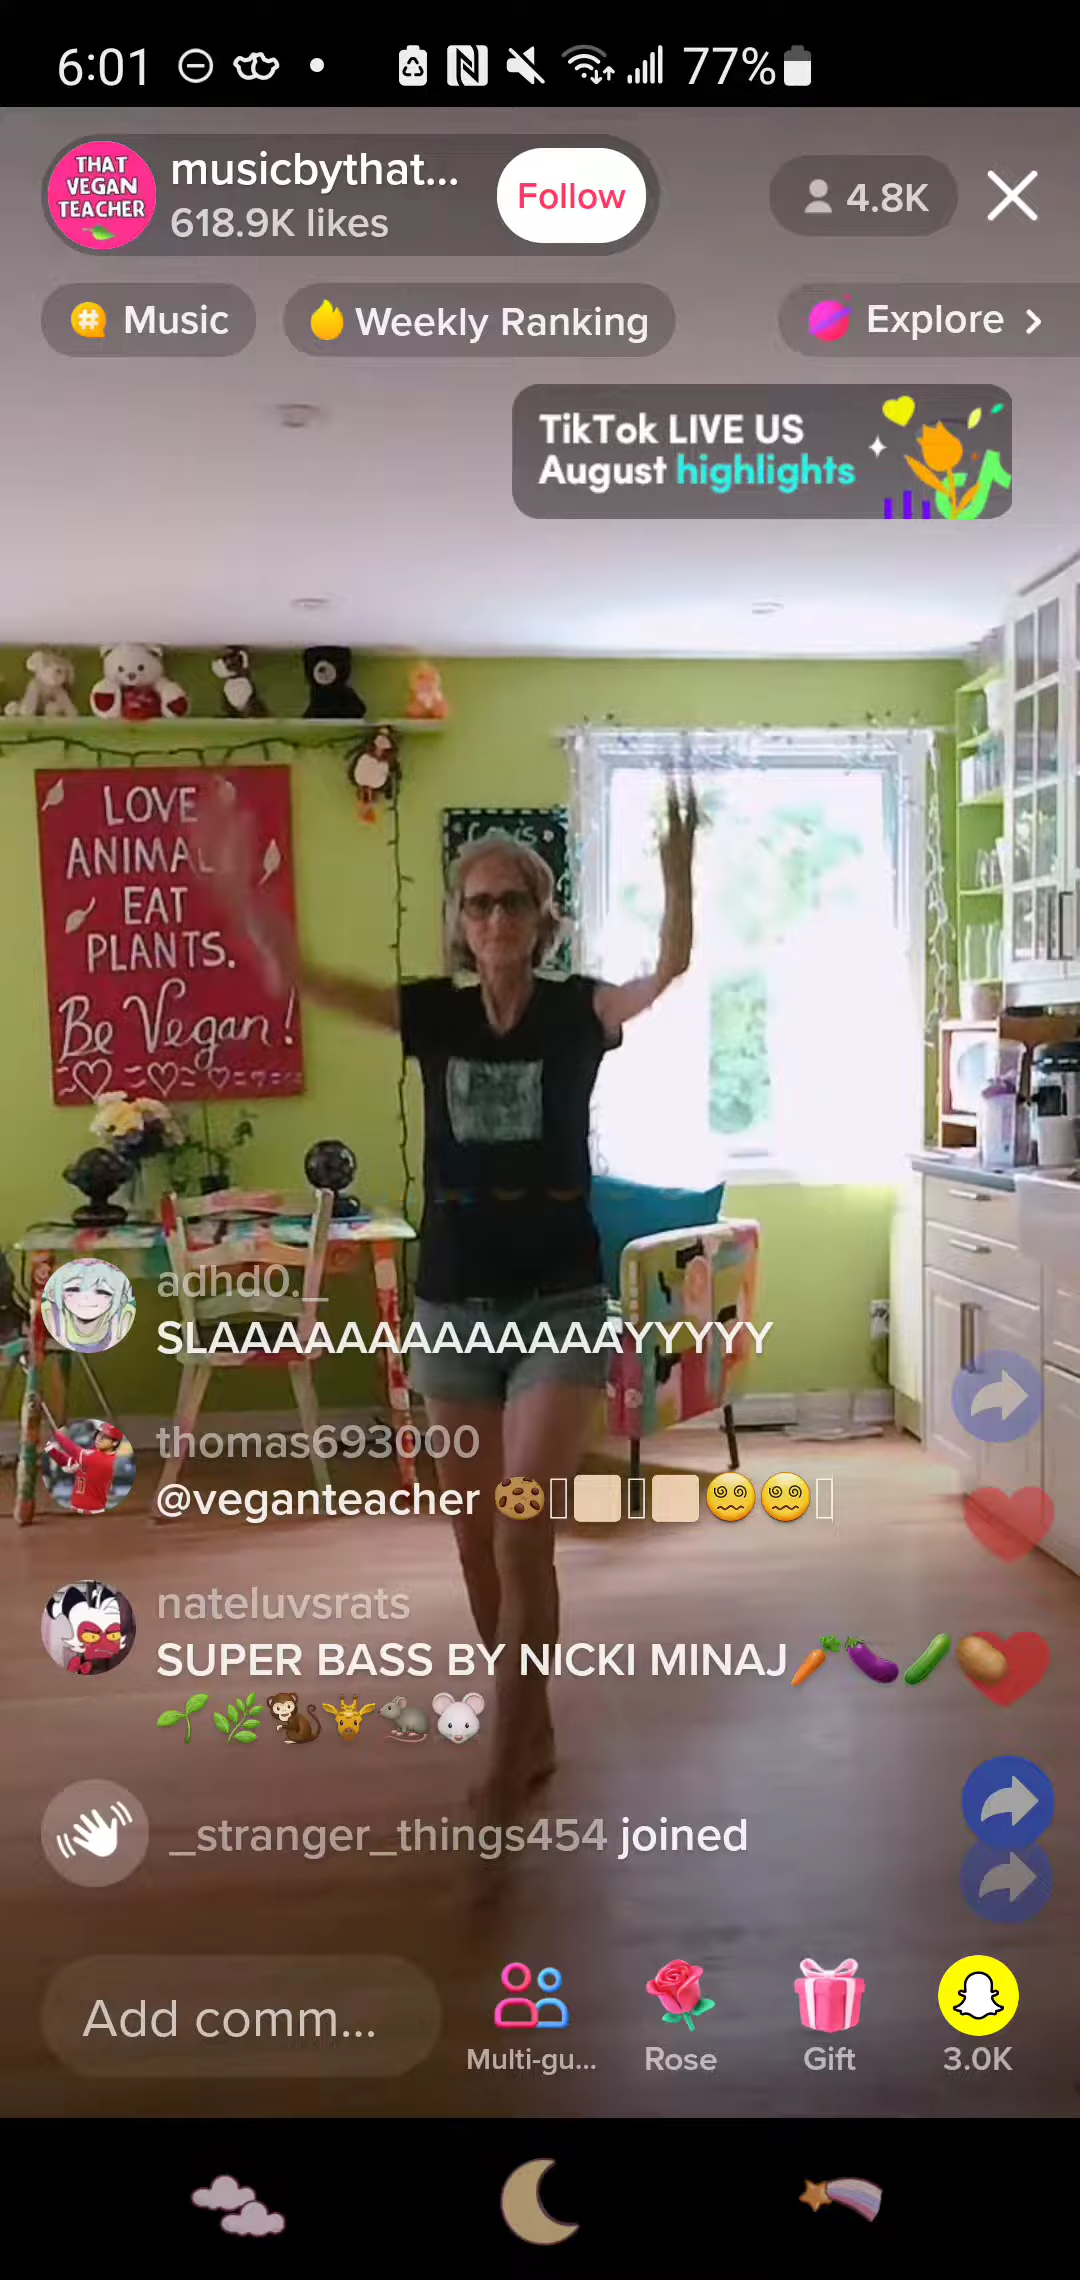 6:01
77%
THAT
VEGAN
TEACHER
musicbythat...
618.9K likes
Follow
4.8K
Music
Weekly Ranking
Explore
TikTok LIVE US
August highlights
LOVE
ANIMAL
EAT
PLANTS.
Be Vegan!
adhd0._
SLAAAAAAAAAAAAAAYYYYY
thomas693000
@veganteacher 🍪▯🏻▯🏻😵‍💫😵‍💫▯
nateluvsrats
SUPER BASS BY NICKI MINAJ🥕🍆🥒🥔
🌱🌿🐒🦒🐀🐁
_stranger_things454 joined
Add comm...
Multi-gu...
Rose
Gift
3.0K